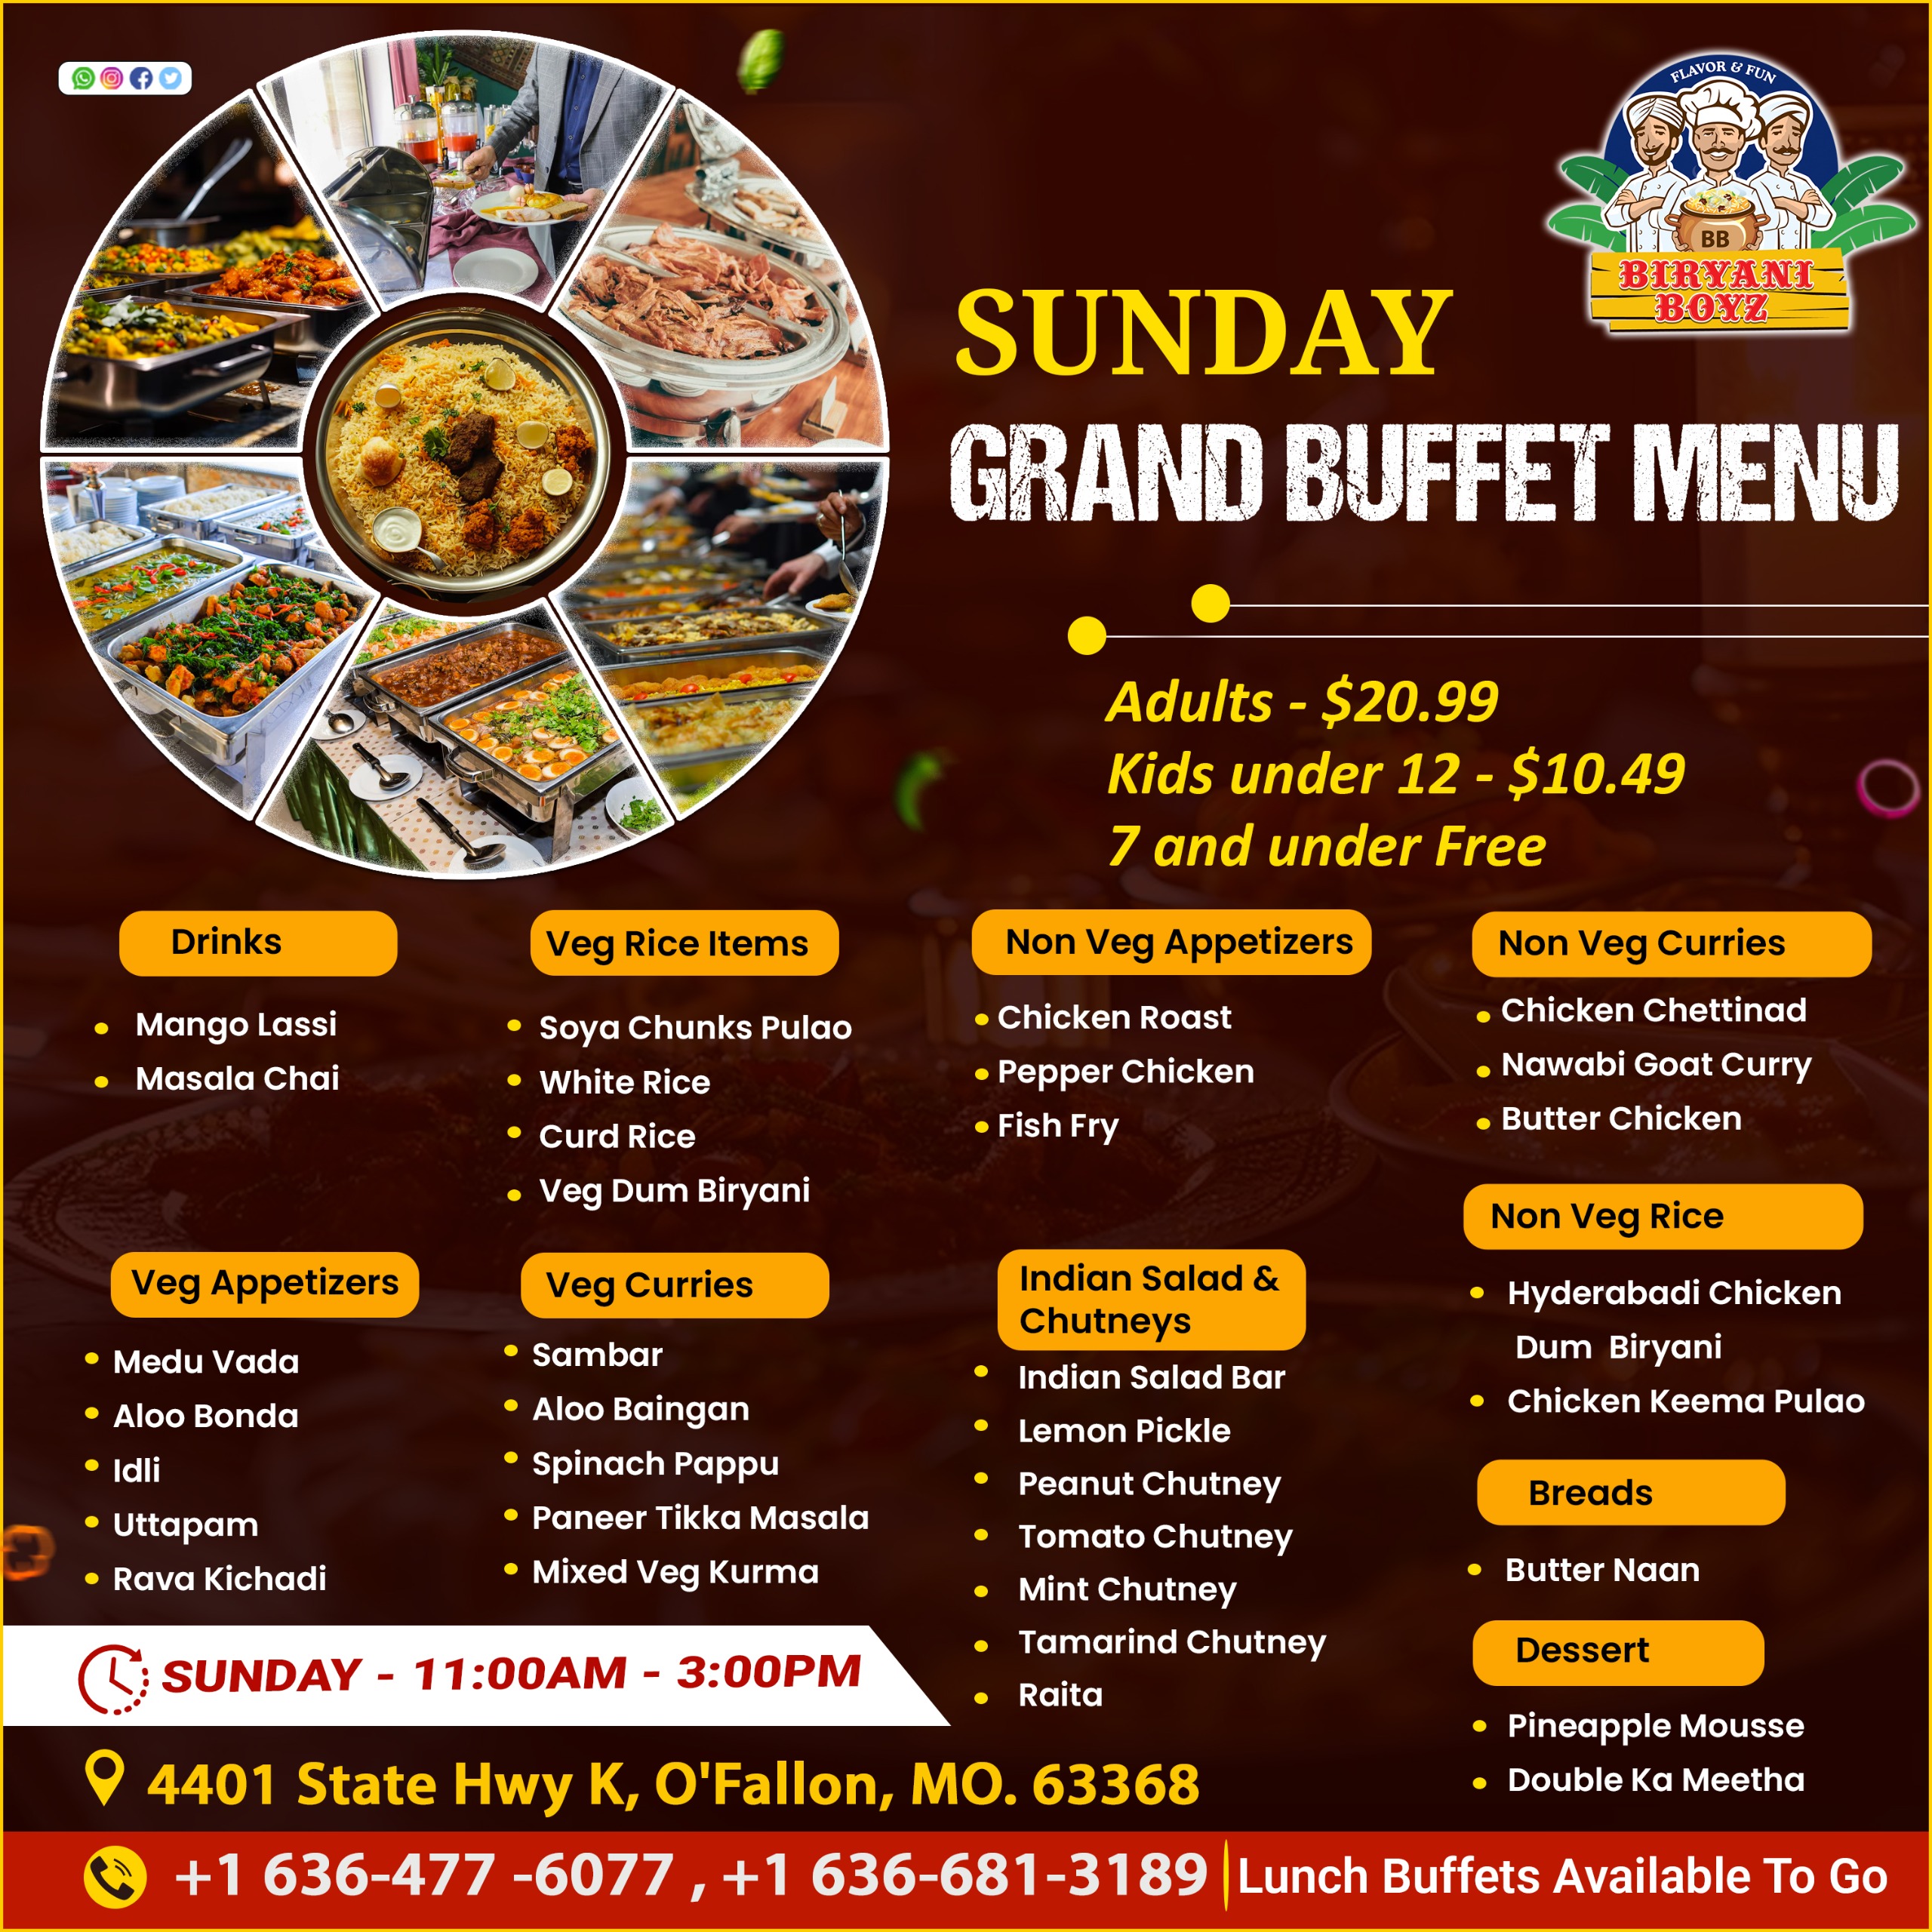 FLAVOR & FUN
BB
BIRYANI
BOYZ
SUNDAY
GRAND BUFFET MENU
Adults - $20.99
Kids under 12 - $10.49
7 and under Free
Drinks
Mango Lassi
Masala Chai
Veg Rice Items
Soya Chunks Pulao
White Rice
Curd Rice
Veg Dum Biryani
Non Veg Appetizers
Chicken Roast
Pepper Chicken
Fish Fry
Non Veg Curries
Chicken Chettinad
Nawabi Goat Curry
Butter Chicken
Veg Appetizers
Medu Vada
Aloo Bonda
Idli
Uttapam
Rava Kichadi
Veg Curries
Sambar
Aloo Baingan
Spinach Pappu
Paneer Tikka Masala
Mixed Veg Kurma
Indian Salad &
Chutneys
Indian Salad Bar
Lemon Pickle
Peanut Chutney
Tomato Chutney
Mint Chutney
Tamarind Chutney
Raita
Non Veg Rice
Hyderabadi Chicken
Dum Biryani
Chicken Keema Pulao
Breads
Butter Naan
Dessert
Pineapple Mousse
Double Ka Meetha
SUNDAY - 11:00AM - 3:00PM
4401 State Hwy K, O'Fallon, MO. 63368
+1 636-477 -6077 , +1 636-681-3189
Lunch Buffets Available To Go